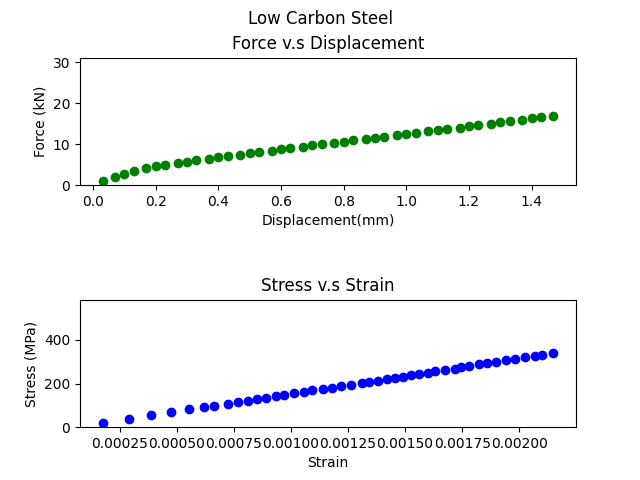 Low Carbon Steel
Force v.s Displacement
30
20
10
0
Force (kN)
0.0 0.2 0.4 0.6 0.8 1.0 1.2 1.4
Displacement(mm)
Stress v.s Strain
400
200
0
Stress (MPa)
0.00025 0.00050 0.00075 0.00100 0.00125 0.00150 0.00175 0.00200
Strain